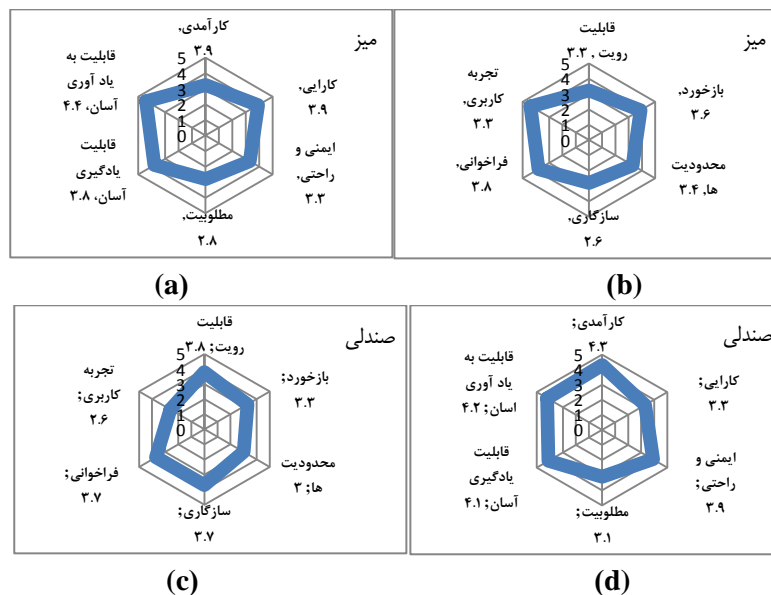 میز
کارآمدی,
۳.۹
کارایی,
۳.۹
ایمنی و
راحتی,
۳.۳
مطلوبیت,
۲.۸
قابلیت
یادگیری
آسان, ۳.۸
قابلیت به
یاد آوری
آسان, ۴.۴
5
4
3
2
1
0
(a)
میز
قابلیت
رویت, ۳.۳
بازخورد,
۳.۶
محدودیت
ها, ۳.۴
سازگاری,
۲.۶
فراخوانی,
۳.۸
تجربه
کاربری,
۳.۳
5
4
3
2
1
0
(b)
صندلی
قابلیت
رویت; ۳.۸
بازخورد;
۳.۳
محدودیت
ها; ۳
سازگاری;
۳.۷
فراخوانی;
۳.۷
تجربه
کاربری;
۲.۶
5
4
3
2
1
0
(c)
صندلی
کارآمدی;
۴.۳
کارایی;
۳.۳
ایمنی و
راحتی;
۳.۹
مطلوبیت;
۳.۱
قابلیت
یادگیری
آسان; ۴.۱
قابلیت به
یاد آوری
اسان; ۴.۲
5
4
3
2
1
0
(d)